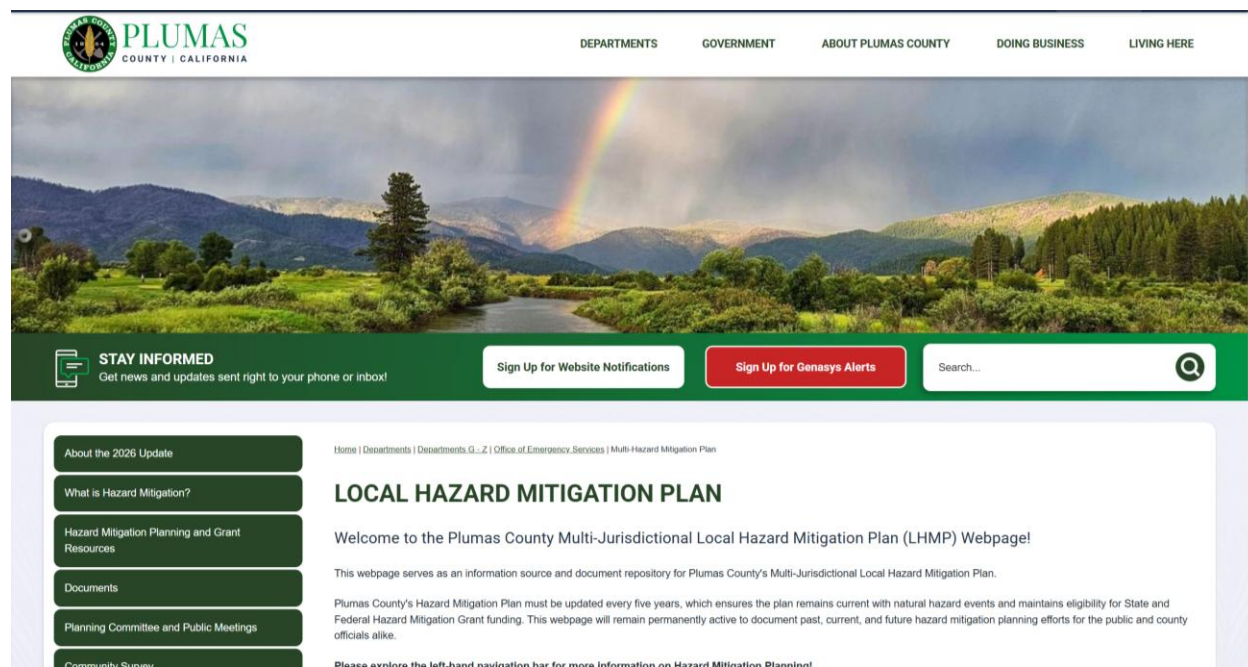 PLUMAS COUNTY
1854
CALIFORNIA
PLUMAS
COUNTY | CALIFORNIA
DEPARTMENTS
GOVERNMENT
ABOUT PLUMAS COUNTY
DOING BUSINESS
LIVING HERE
STAY INFORMED
Get news and updates sent right to your phone or inbox!
Sign Up for Website Notifications
Sign Up for Genasys Alerts
Search...
About the 2026 Update
What is Hazard Mitigation?
Hazard Mitigation Planning and Grant
Resources
Documents
Planning Committee and Public Meetings
Community Survey
Home | Departments | Departments G - Z | Office of Emergency Services | Multi-Hazard Mitigation Plan
LOCAL HAZARD MITIGATION PLAN
Welcome to the Plumas County Multi-Jurisdictional Local Hazard Mitigation Plan (LHMP) Webpage!
This webpage serves as an information source and document repository for Plumas County's Multi-Jurisdictional Local Hazard Mitigation Plan.
Plumas County's Hazard Mitigation Plan must be updated every five years, which ensures the plan remains current with natural hazard events and maintains eligibility for State and
Federal Hazard Mitigation Grant funding. This webpage will remain permanently active to document past, current, and future hazard mitigation planning efforts for the public and county
officials alike.
Please explore the left-hand navigation bar for more information on Hazard Mitigation Planning!